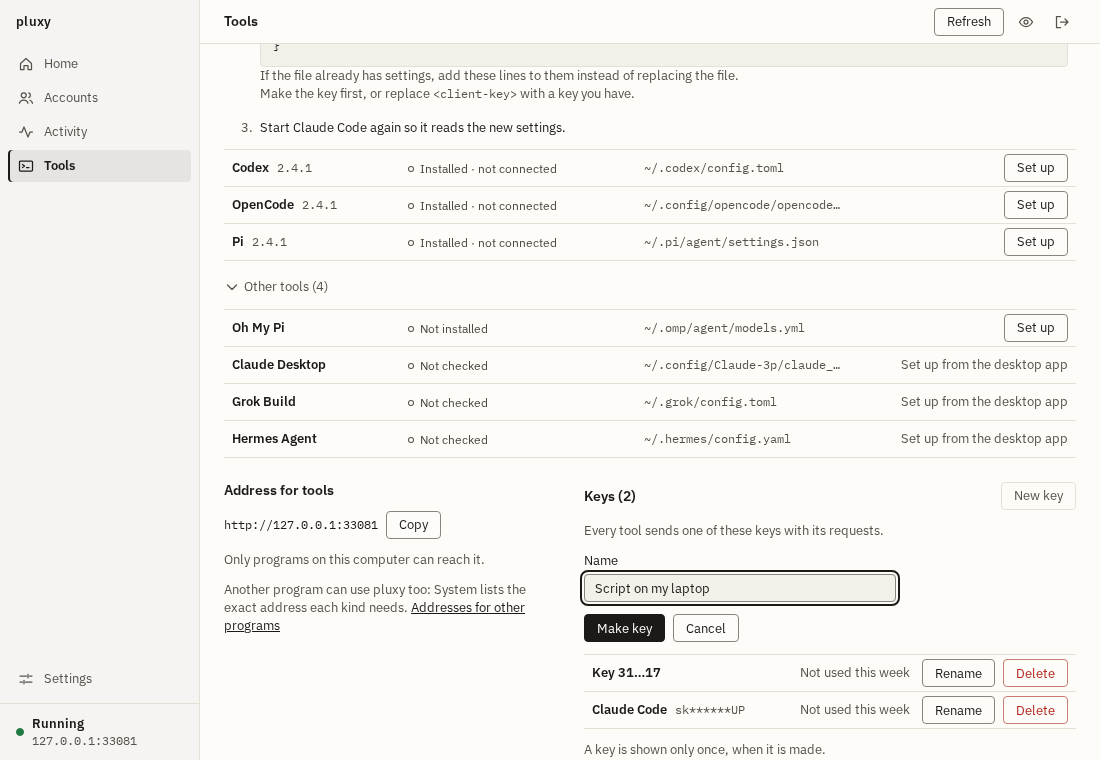 pluxy
Home
Accounts
Activity
Tools
Settings
Running
127.0.0.1:33081
Tools
Refresh
}
If the file already has settings, add these lines to them instead of replacing the file.
Make the key first, or replace <client-key> with a key you have.
3. Start Claude Code again so it reads the new settings.
Codex 2.4.1 Installed · not connected ~/.codex/config.toml Set up
OpenCode 2.4.1 Installed · not connected ~/.config/opencode/opencode… Set up
Pi 2.4.1 Installed · not connected ~/.pi/agent/settings.json Set up
Other tools (4)
Oh My Pi Not installed ~/.omp/agent/models.yml Set up
Claude Desktop Not checked ~/.config/Claude-3p/claude_… Set up from the desktop app
Grok Build Not checked ~/.grok/config.toml Set up from the desktop app
Hermes Agent Not checked ~/.hermes/config.yaml Set up from the desktop app
Address for tools
http://127.0.0.1:33081 Copy
Only programs on this computer can reach it.
Another program can use pluxy too: System lists the
exact address each kind needs. Addresses for other
programs
Keys (2) New key
Every tool sends one of these keys with its requests.
Name
Script on my laptop
Make key Cancel
Key 31…17 Not used this week Rename Delete
Claude Code sk******UP Not used this week Rename Delete
A key is shown only once, when it is made.